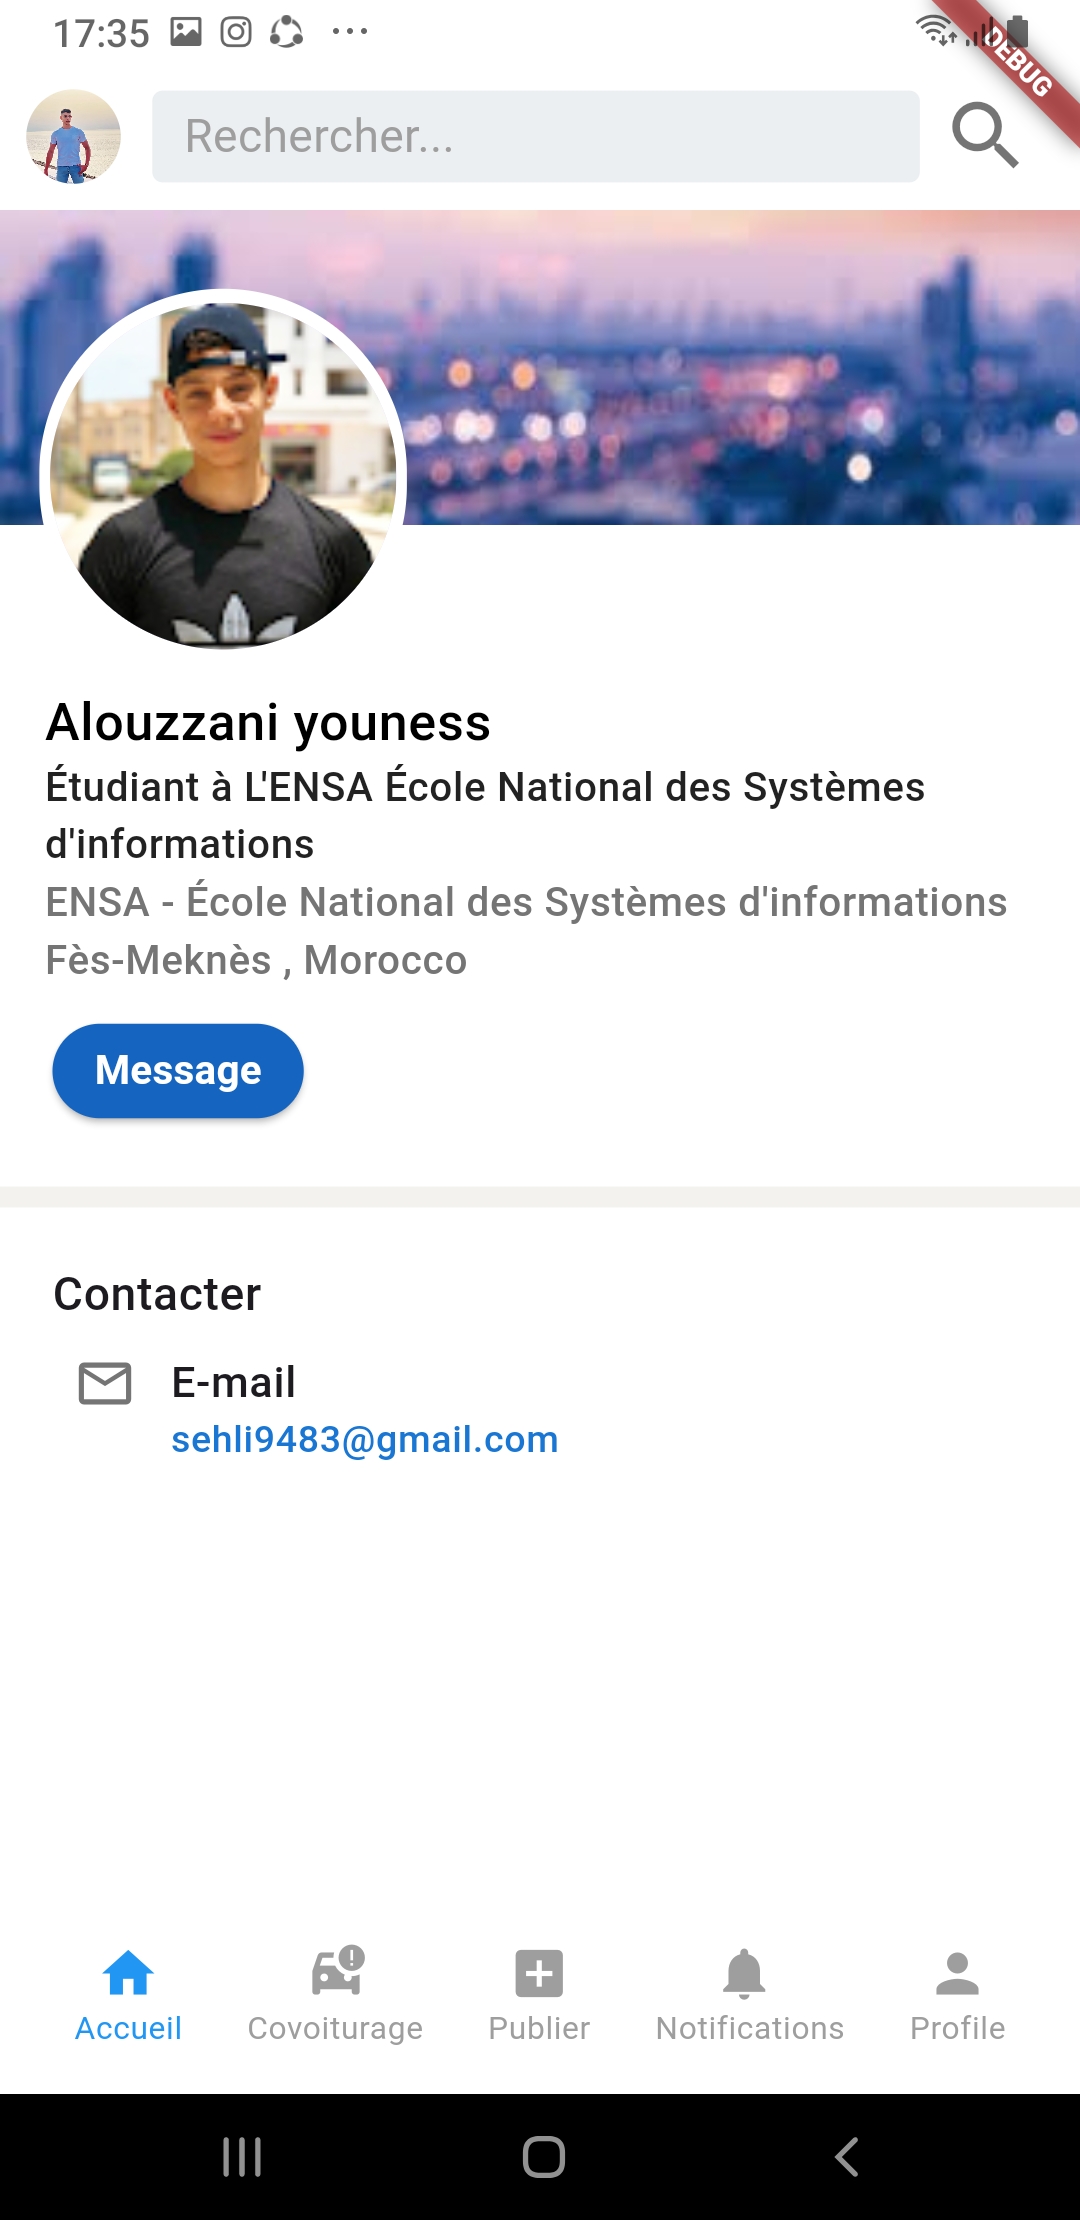 17:35
DEBUG
Rechercher...
Alouzzani youness
Étudiant à L'ENSA École National des Systèmes
d'informations
ENSA - École National des Systèmes d'informations
Fès-Meknès , Morocco
Message
Contacter
E-mail
sehli9483@gmail.com
Accueil Covoiturage Publier Notifications Profile